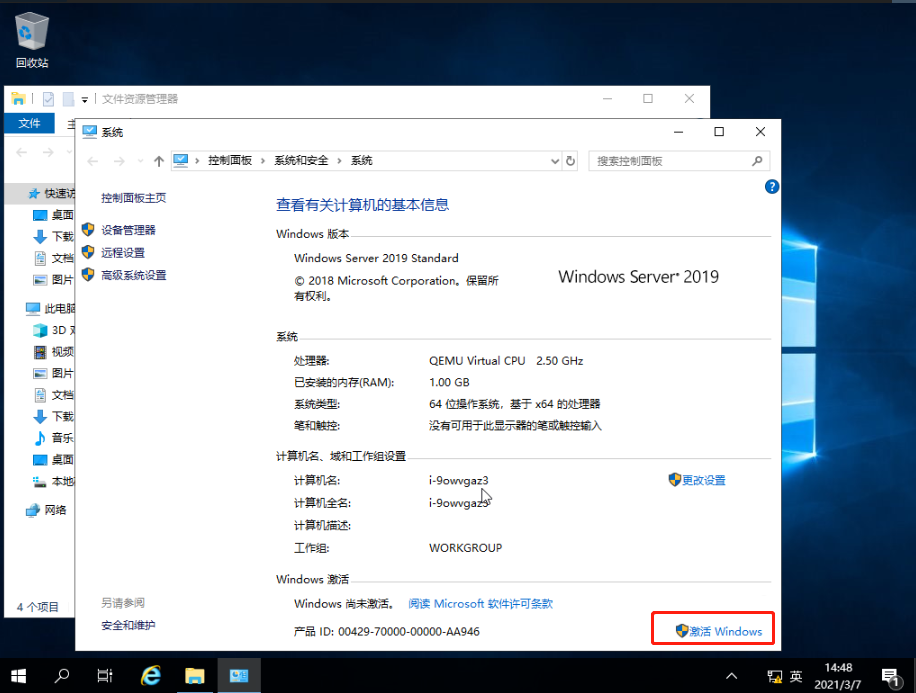 回收站
文件资源管理器
文件
主
系统
控制面板 › 系统和安全 › 系统
搜索控制面板
快速访
桌面
下载
文档
图片
此电脑
3D 对
视频
图片
文档
下载
音乐
桌面
本地
网络
4 个项目
控制面板主页
设备管理器
远程设置
高级系统设置
另请参阅
安全和维护
查看有关计算机的基本信息
Windows 版本
Windows Server 2019 Standard
© 2018 Microsoft Corporation。保留所
有权利。
Windows Server® 2019
系统
处理器: QEMU Virtual CPU 2.50 GHz
已安装的内存(RAM): 1.00 GB
系统类型: 64 位操作系统，基于 x64 的处理器
笔和触控: 没有可用于此显示器的笔或触控输入
计算机名、域和工作组设置
计算机名: i-9owvgaz3 更改设置
计算机全名: i-9owvgaz3
计算机描述:
工作组: WORKGROUP
Windows 激活
Windows 尚未激活。 阅读 Microsoft 软件许可条款
产品 ID: 00429-70000-00000-AA946 激活 Windows
英
14:48
2021/3/7
1